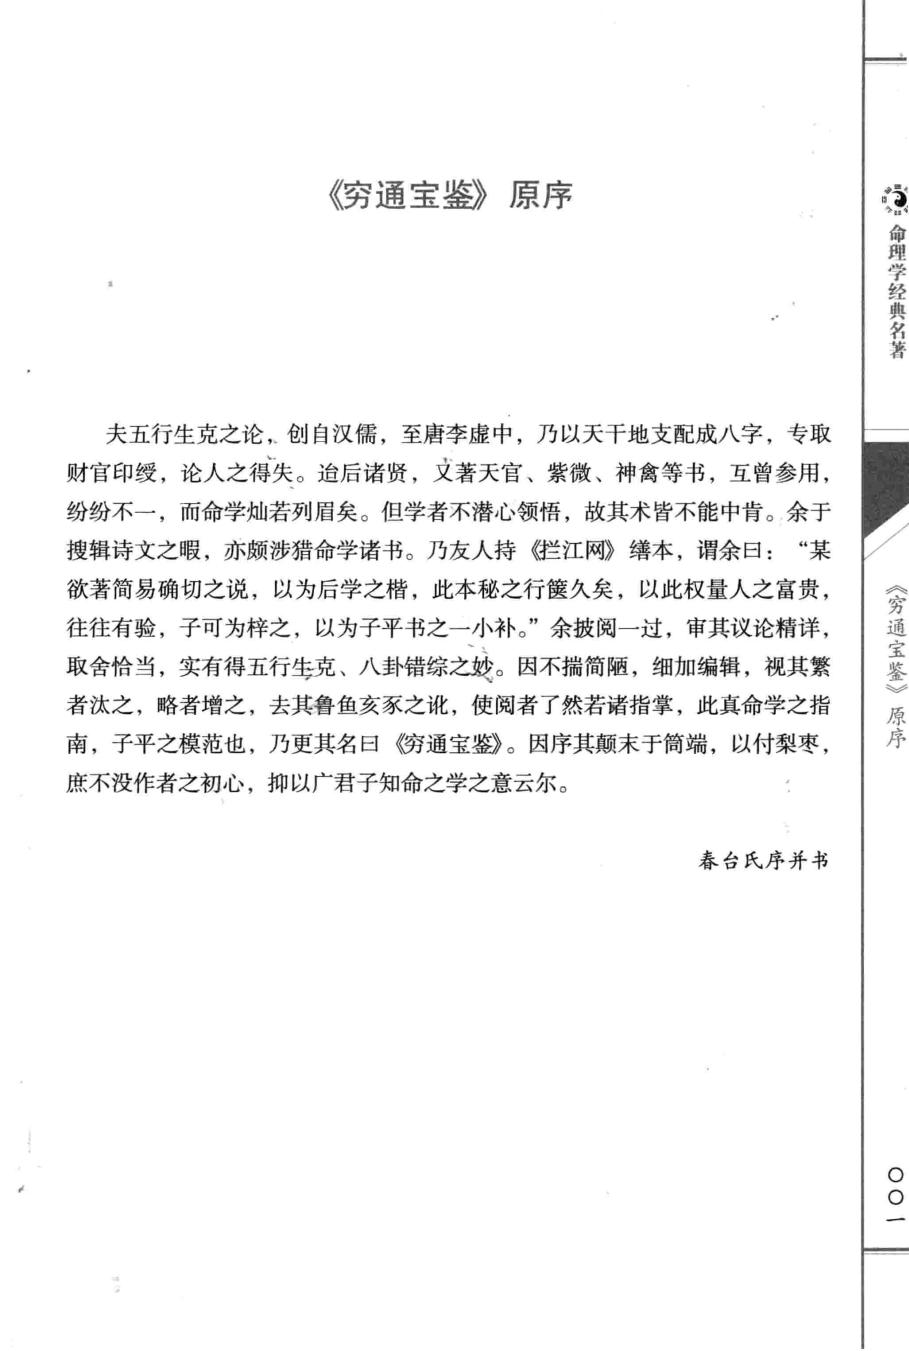 《穷通宝鉴》原序
夫五行生克之论，创自汉儒，至唐李虚中，乃以天干地支配成八字，专取
财官印绶，论人之得失。迨后诸贤，又著天官、紫微、神禽等书，互曾参用，
纷纷不一，而命学灿若列眉矣。但学者不潜心领悟，故其术皆不能中肯。余于
搜辑诗文之暇，亦颇涉猎命学诸书。乃友人持《拦江网》缮本，谓余曰：“某
欲著简易确切之说，以为后学之楷，此本秘之行箧久矣，以此权量人之富贵，
往往有验，子可为梓之，以为子平书之一小补。”余披阅一过，审其议论精详，
取舍恰当，实有得五行生克、八卦错综之妙。因不揣简陋，细加编辑，视其繁
者汰之，略者增之，去其鲁鱼亥豕之讹，使阅者了然若诸指掌，此真命学之指
南，子平之模范也，乃更其名曰《穷通宝鉴》。因序其颠末于简端，以付梨枣，
庶不没作者之初心，抑以广君子知命之学之意云尔。
春台氏序并书
命理学经典名著
《穷通宝鉴》原序
〇〇一